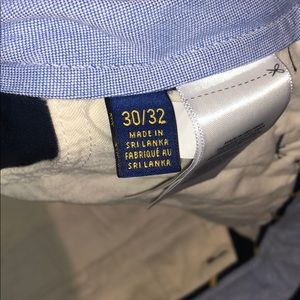 30/32
MADE IN
SRI LANKA
FABRIQUÉ AU
SRI LANKA